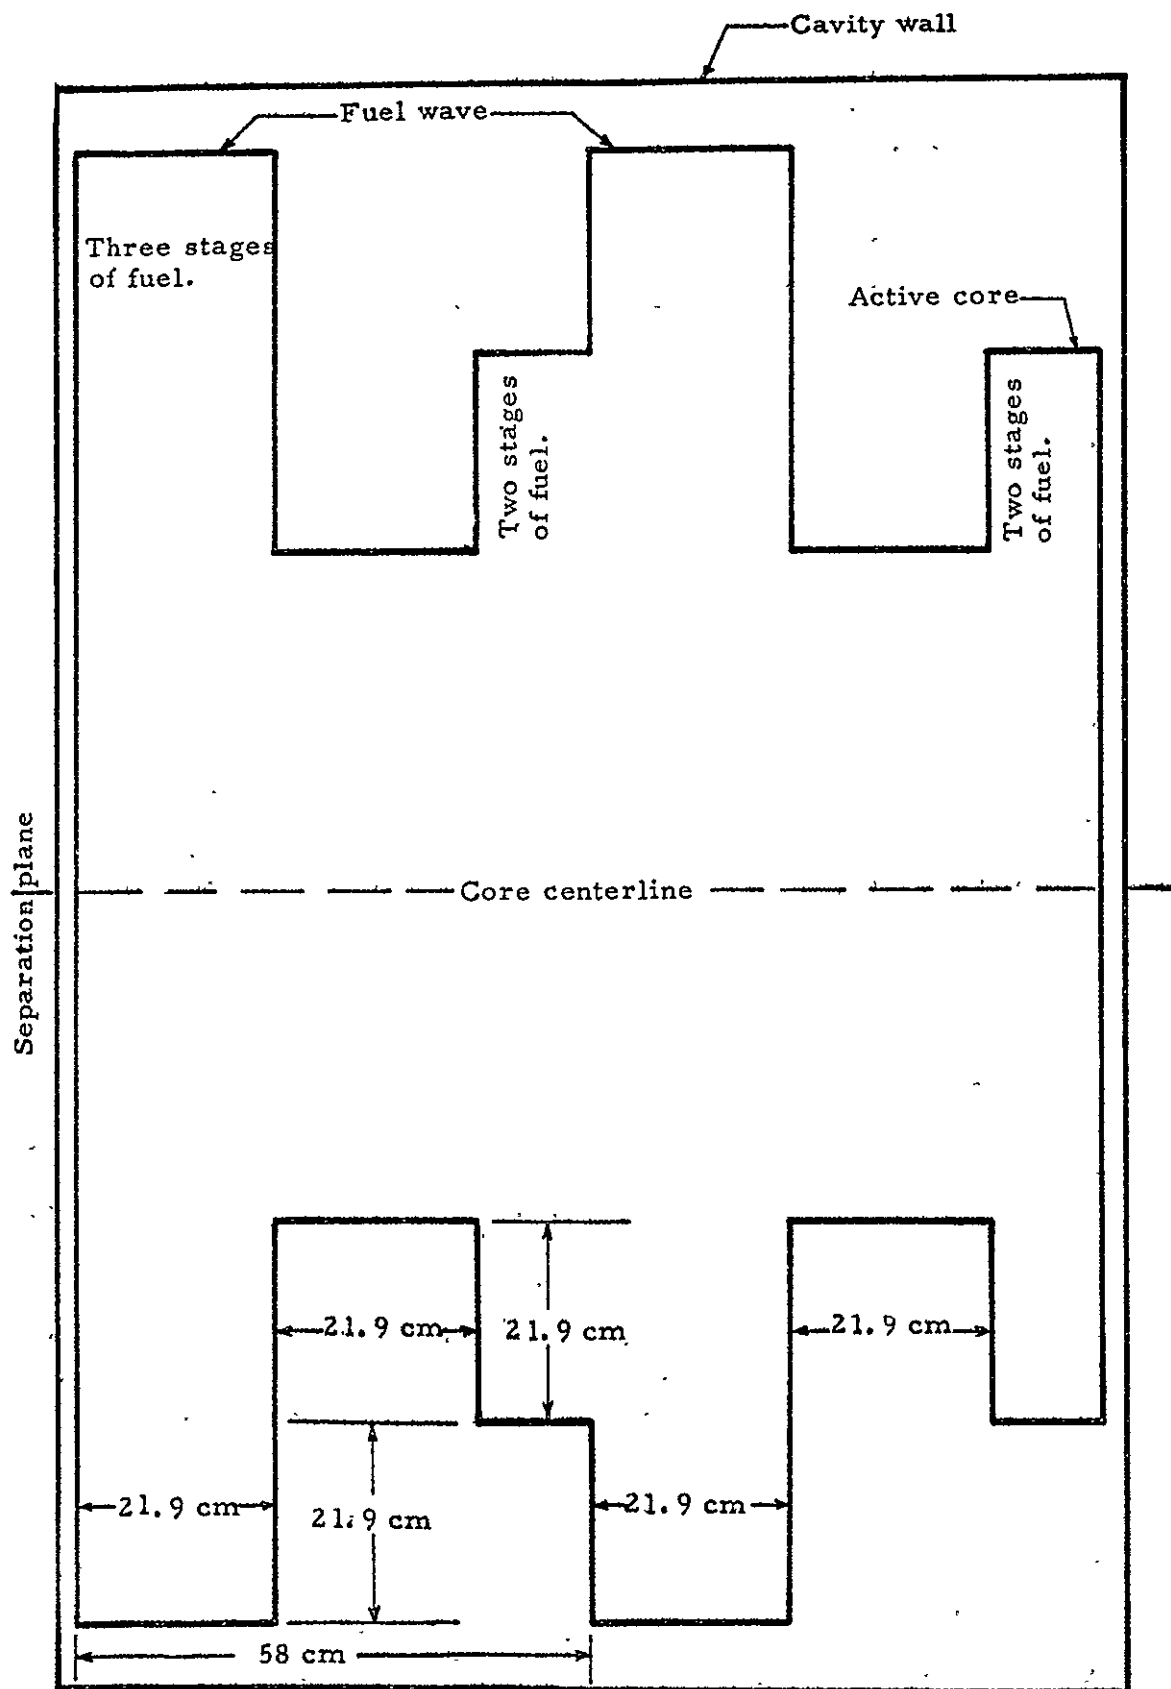 Cavity wall
Fuel wave
Three stages
of fuel.
Active core
Two stages
of fuel.
Two stages
of fuel.
Separation plane
Core centerline
21.9 cm
21.9 cm
21.9 cm
21.9 cm
21.9 cm
21.9 cm
58 cm